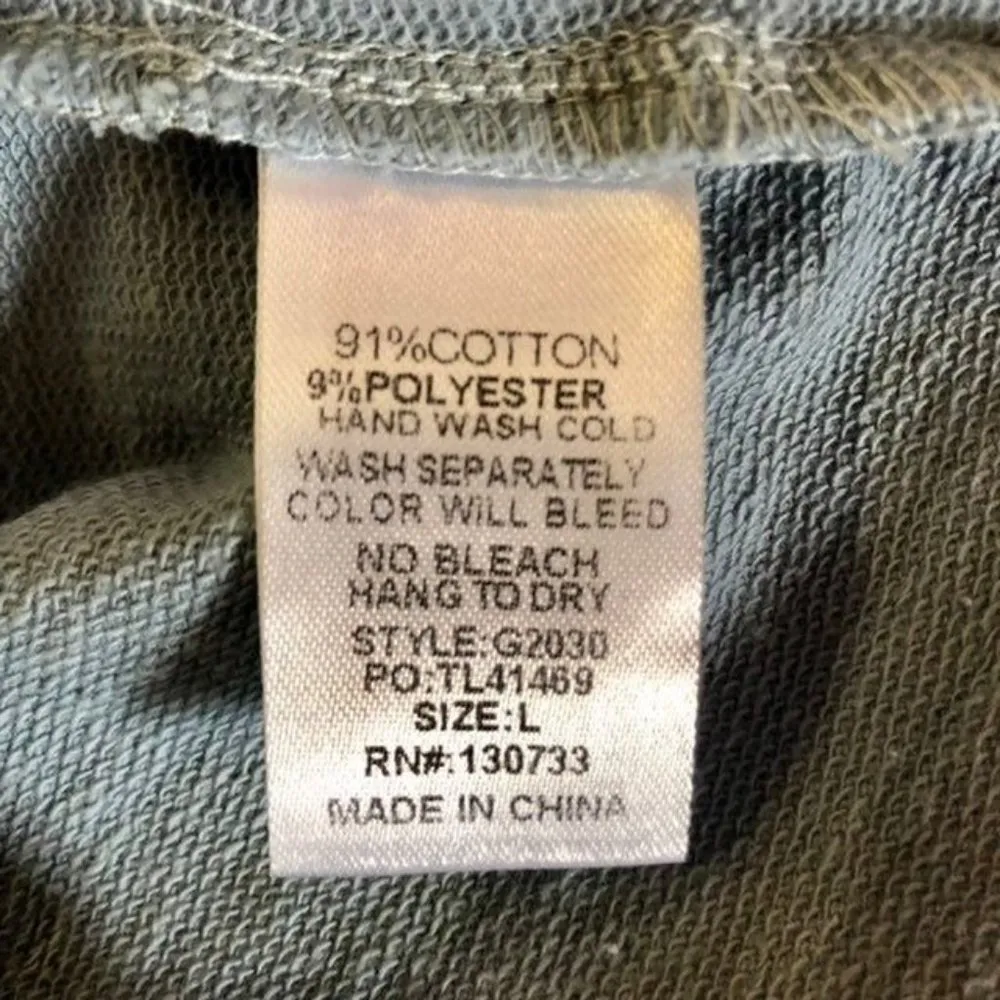 91%COTTON
9%POLYESTER
HAND WASH COLD
WASH SEPARATELY
COLOR WILL BLEED
NO BLEACH
HANG TO DRY
STYLE:G2030
PO:TL41469
SIZE:L
RN#:130733
MADE IN CHINA